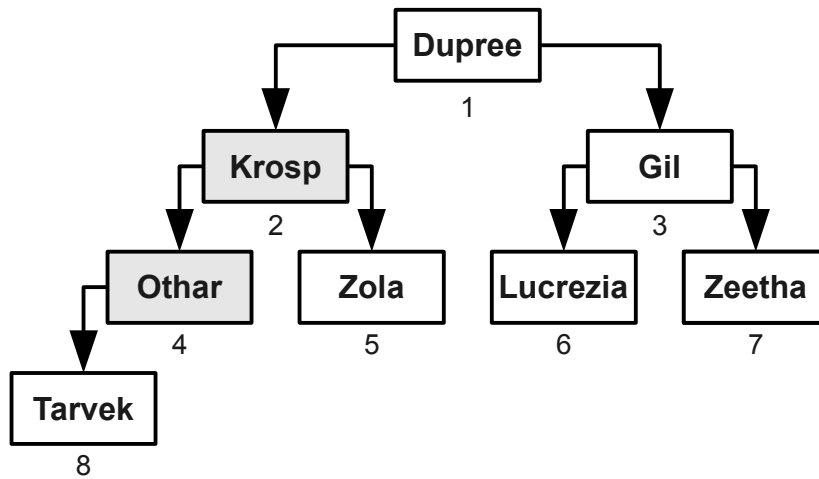 Dupree
1
Krosp
Gil
2
3
Othar
Zola
Lucrezia
Zeetha
4
5
6
7
Tarvek
8